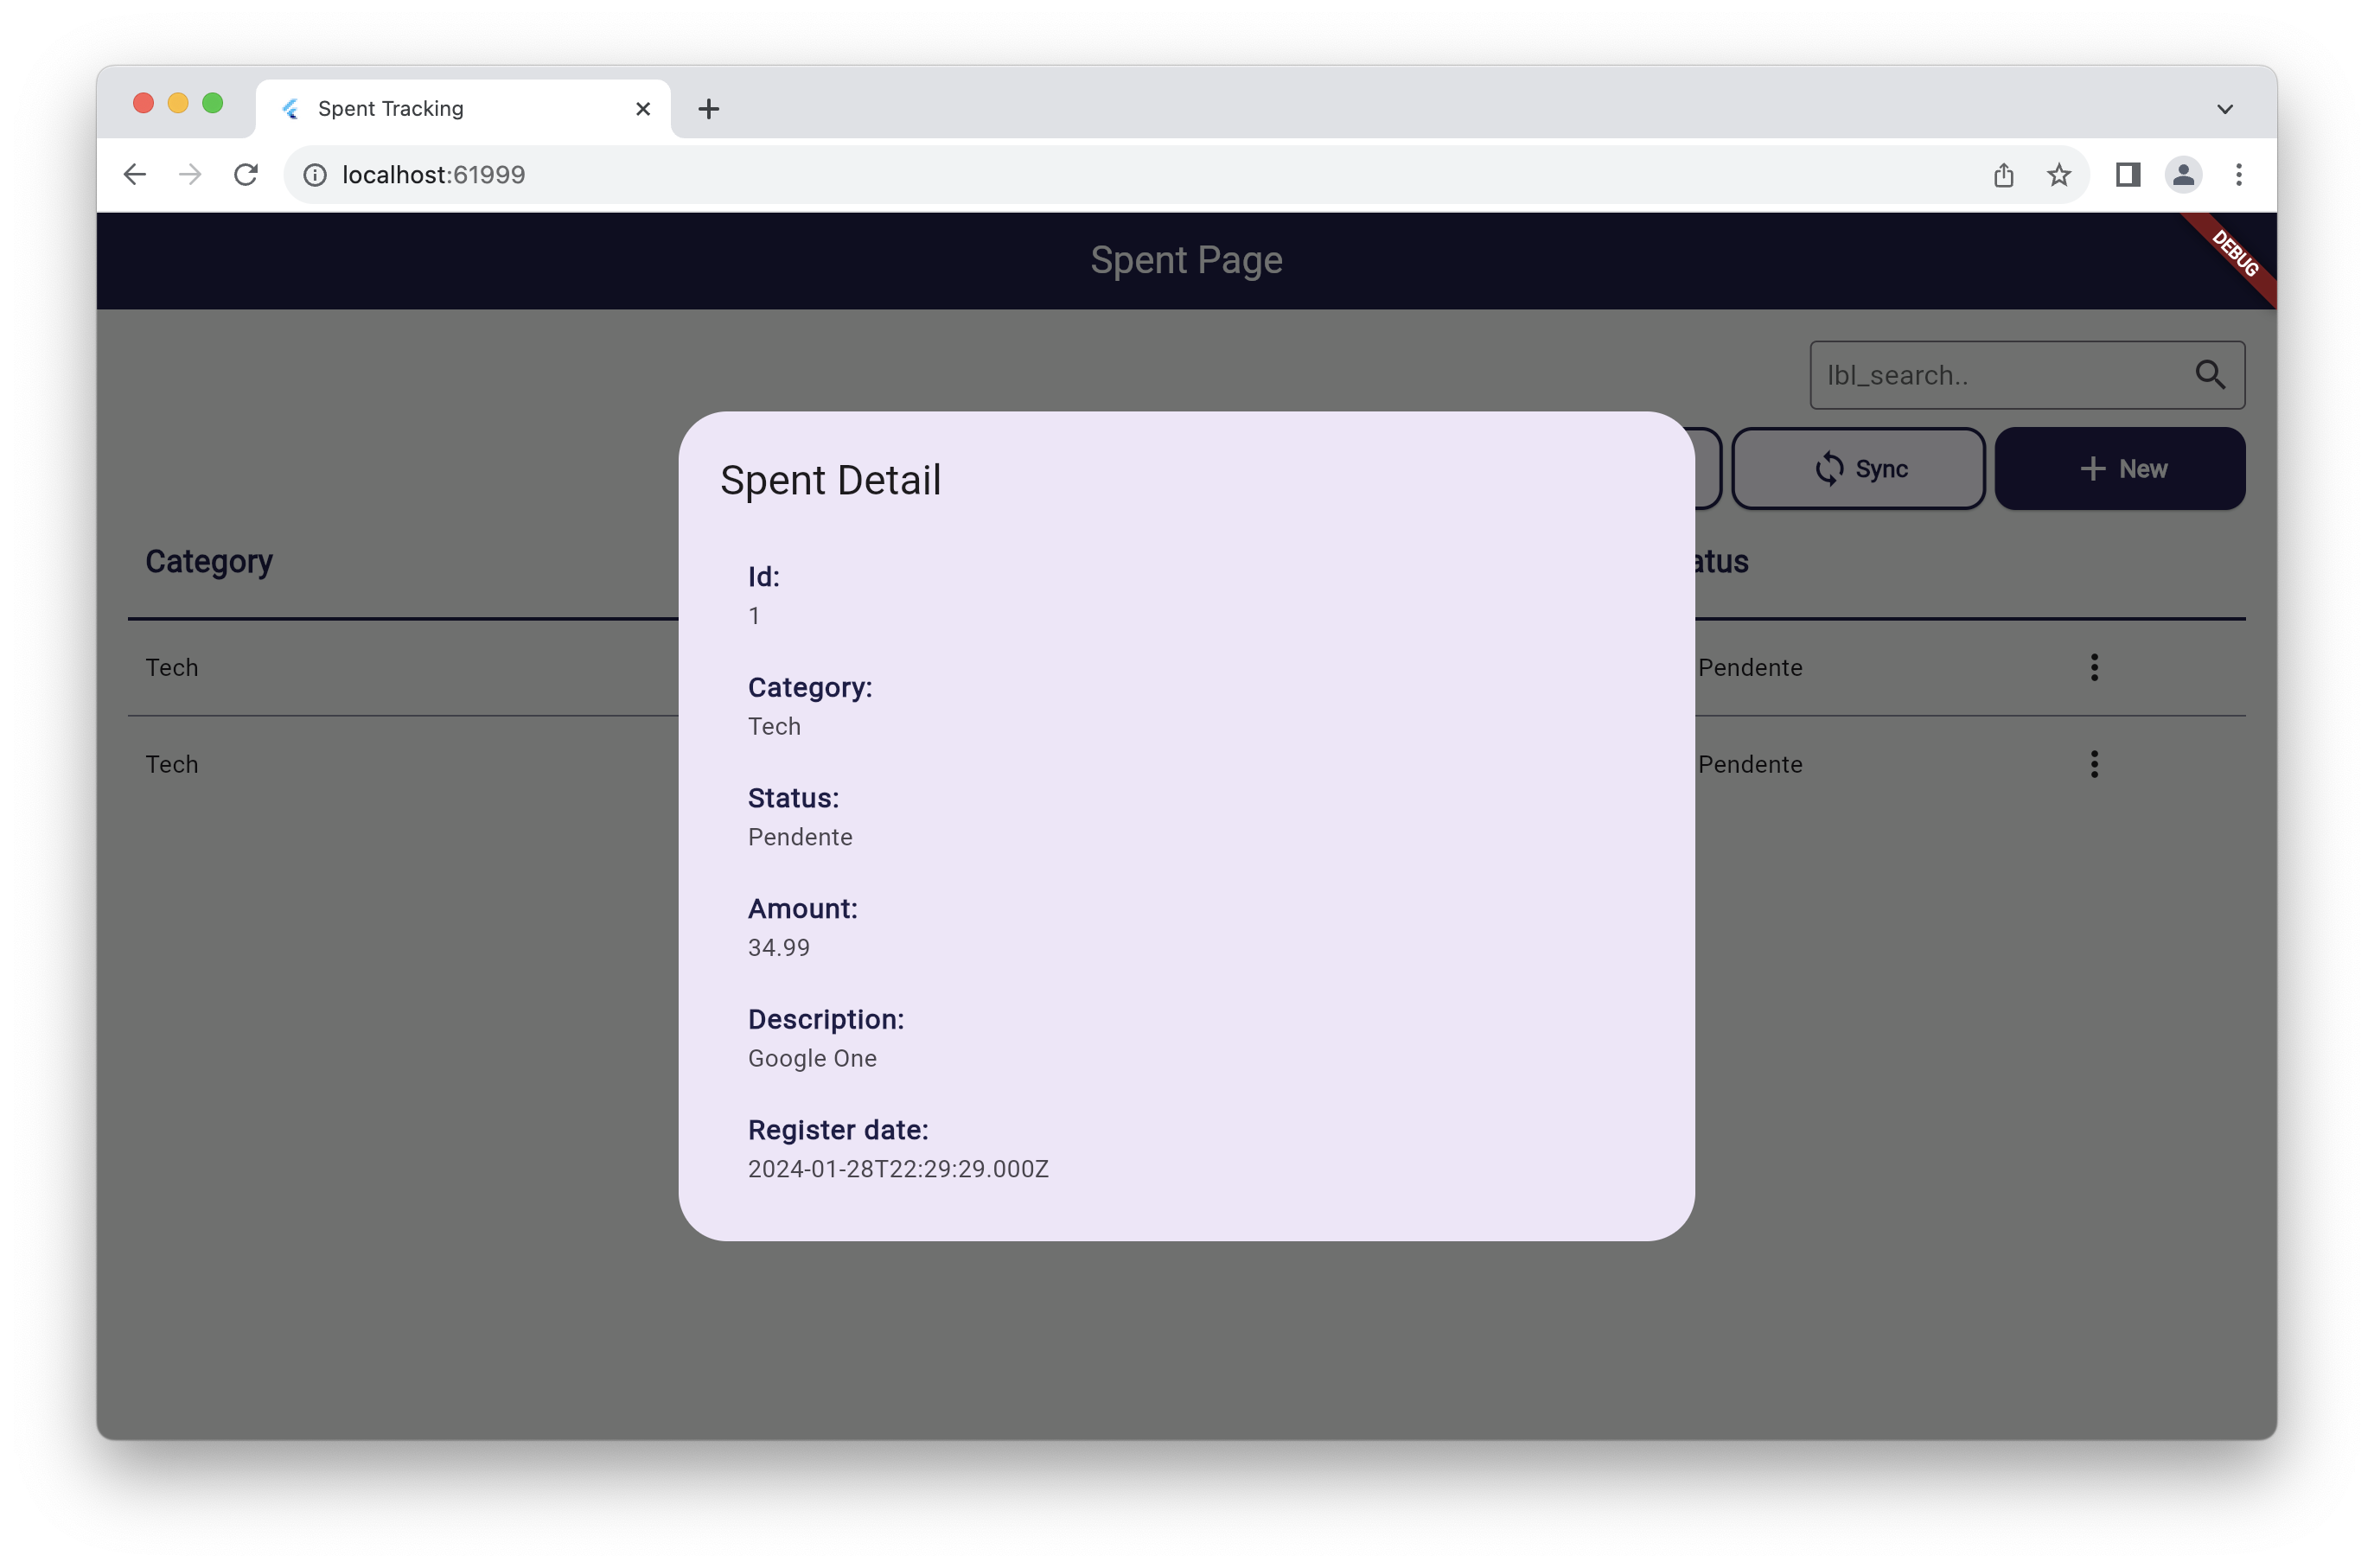 Spent Tracking
localhost:61999
Spent Page
DEBUG
lbl_search..
Sync
New
Category
atus
Tech
Pendente
Tech
Pendente
Spent Detail
Id:
1
Category:
Tech
Status:
Pendente
Amount:
34.99
Description:
Google One
Register date:
2024-01-28T22:29:29.000Z